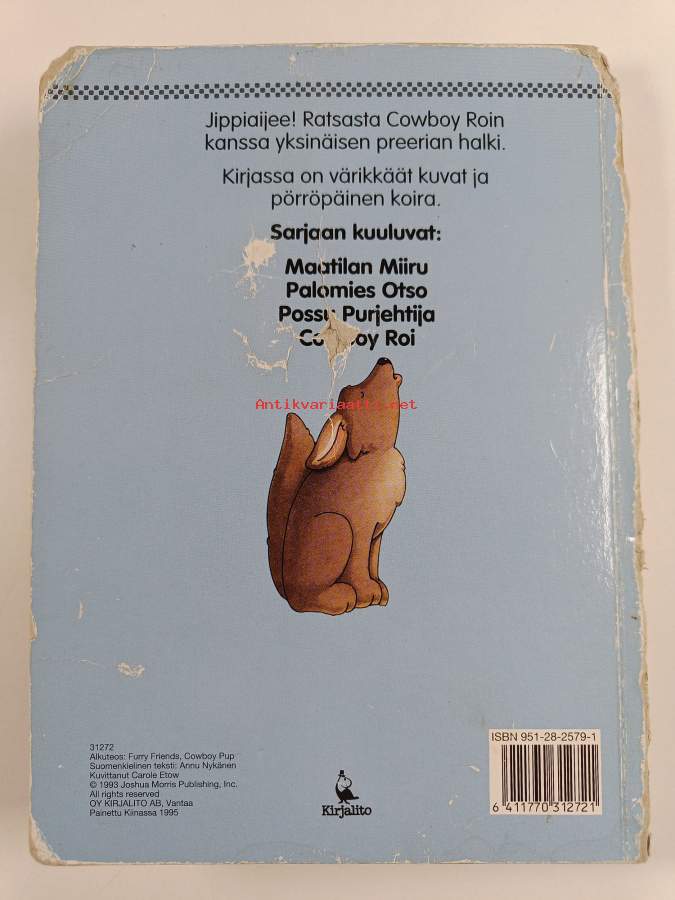 Jippiaijee! Ratsasta Cowboy Roin
kanssa yksinäisen preerian halki.
Kirjassa on värikkäät kuvat ja
pörröpäinen koira.
Sarjaan kuuluvat:
Maatilan Miiru
Palomies Otso
Possu Purjehtija
Cowboy Roi
Antikvariaatti.net
31272
Alkuteos: Furry Friends, Cowboy Pup
Suomenkielinen teksti: Annu Nykänen
Kuvittanut Carole Etow
© 1993 Joshua Morris Publishing, Inc.
All rights reserved
OY KIRJALITO AB, Vantaa
Painettu Kiinassa 1995
Kirjalito
ISBN 951-28-2579-1
6 411770 312721